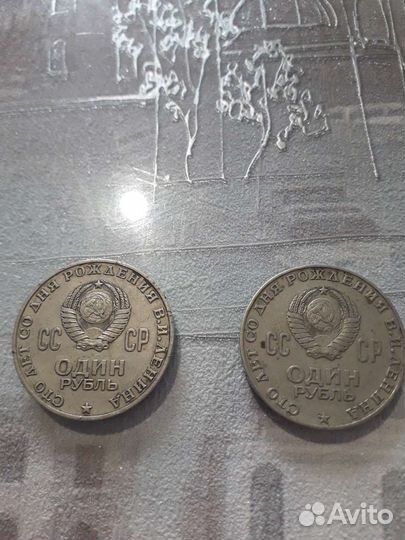 СТО ЛЕТ СО ДНЯ РОЖДЕНИЯ В.И.ЛЕНИНА
СС СР
ОДИН
РУБЛЬ
СТО ЛЕТ СО ДНЯ РОЖДЕНИЯ В.И.ЛЕНИНА
СС СР
ОДИН
РУБЛЬ
Avito